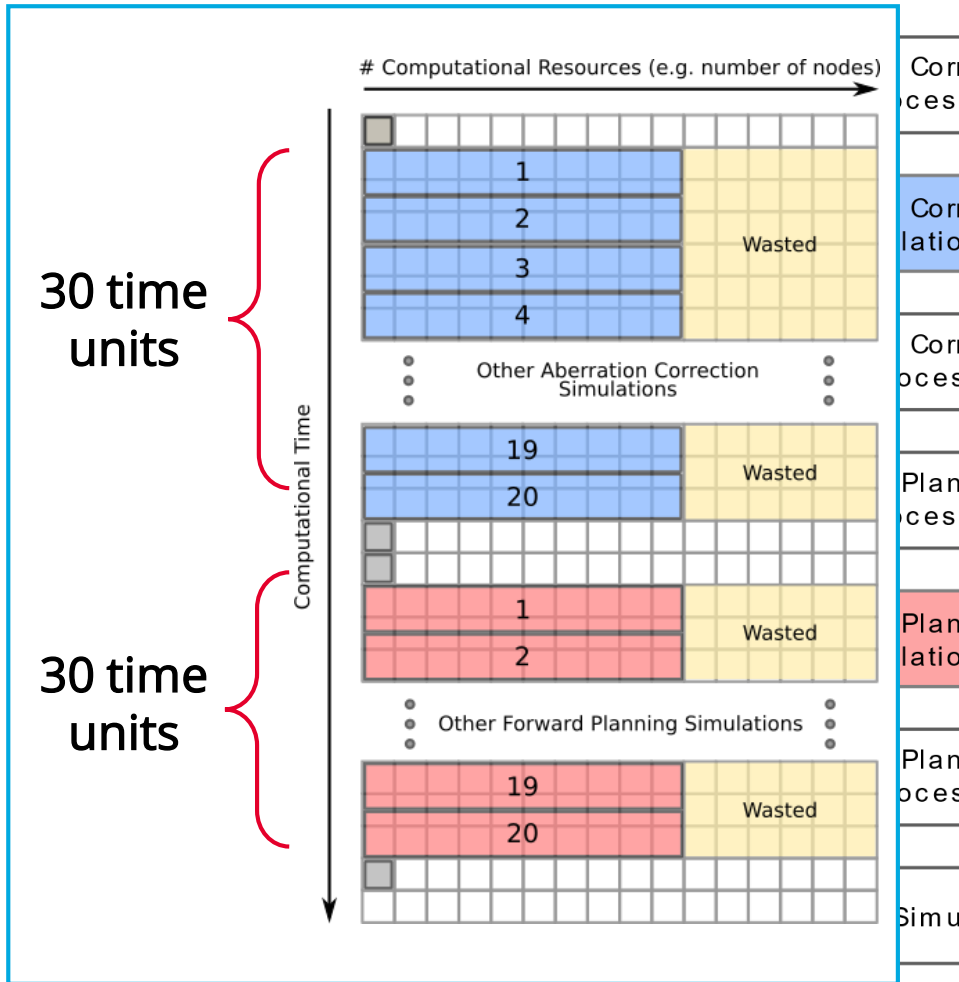 # Computational Resources (e.g. number of nodes)
1
2
3
4
Wasted
30 time
units
Other Aberration Correction
Simulations
Computational Time
19
20
Wasted
1
2
Wasted
30 time
units
Other Forward Planning Simulations
19
20
Wasted